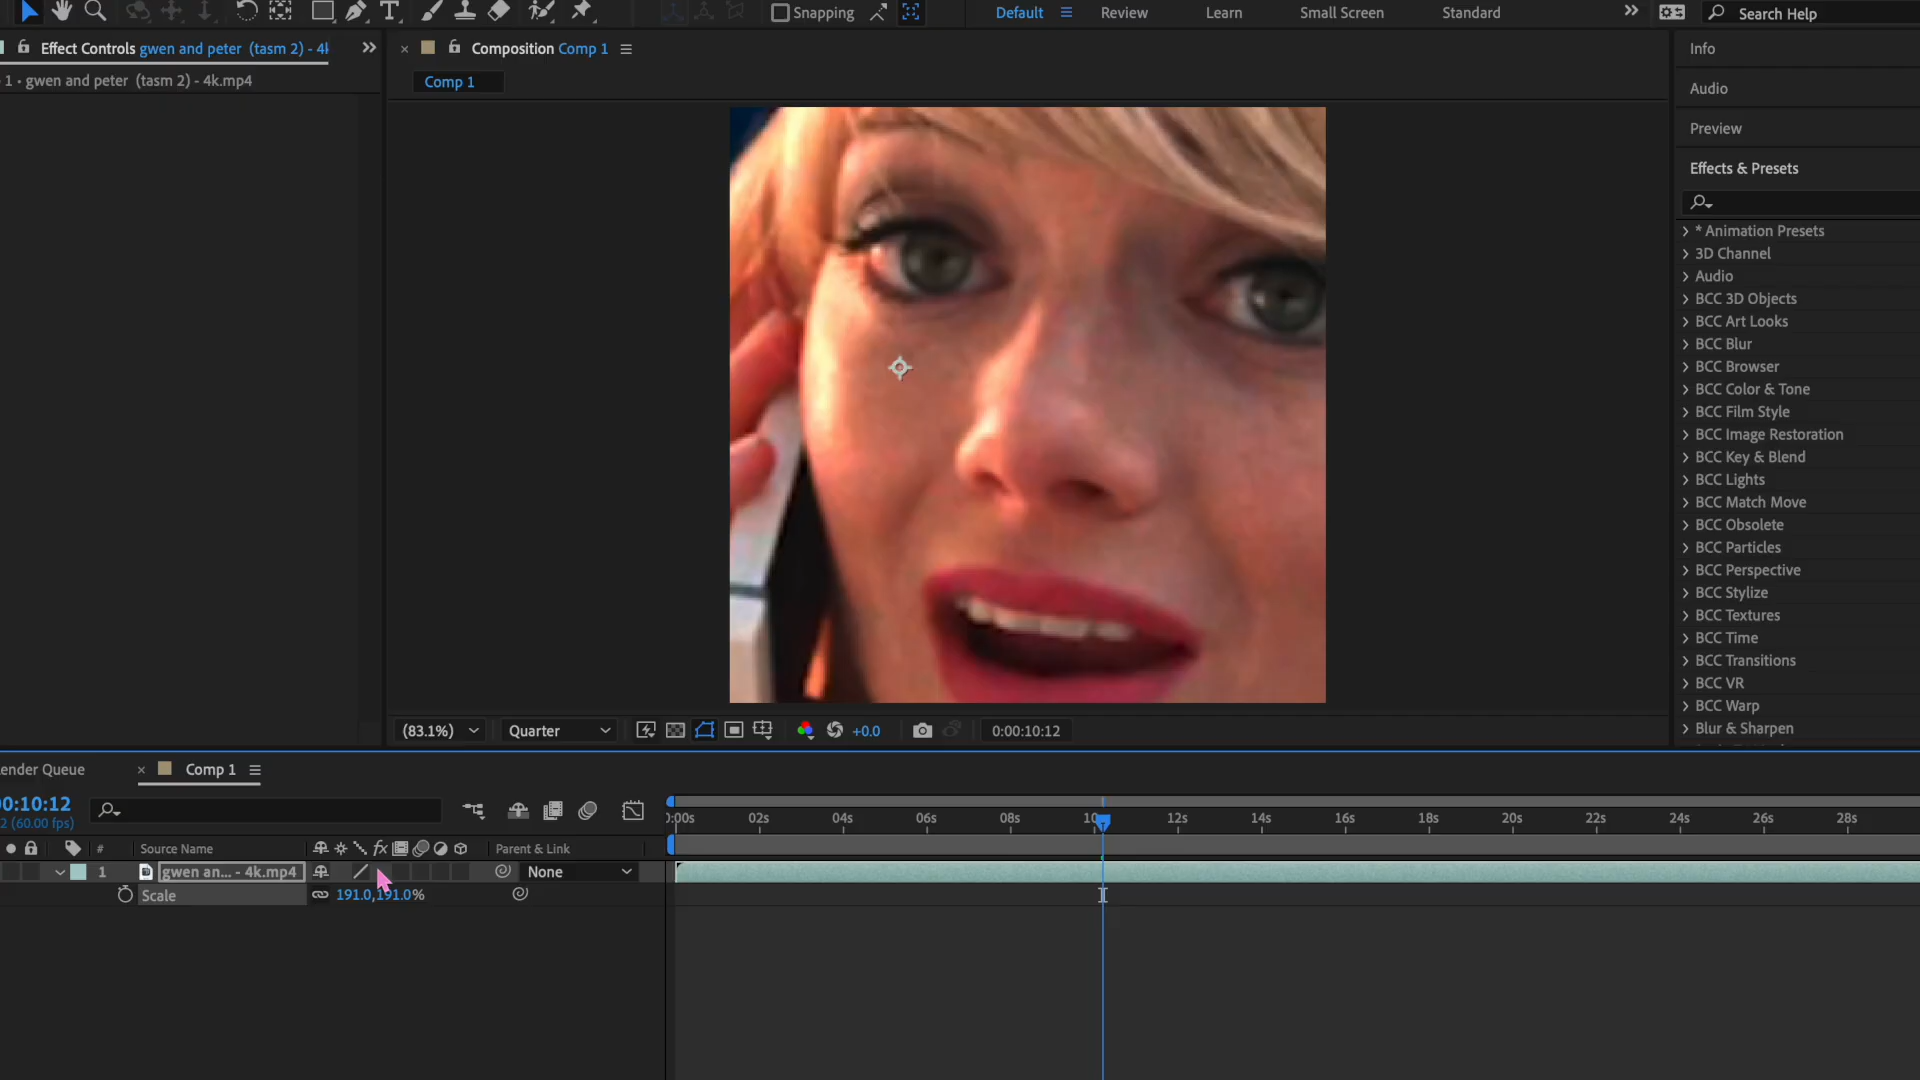 Snapping
Default
Review
Learn
Small Screen
Standard
Search Help
Effect Controls gwen and peter (tasm 2) - 4k
1 • gwen and peter (tasm 2) - 4k.mp4
Composition Comp 1
Comp 1
Info
Audio
Preview
Effects & Presets
* Animation Presets
3D Channel
Audio
BCC 3D Objects
BCC Art Looks
BCC Blur
BCC Browser
BCC Color & Tone
BCC Film Style
BCC Image Restoration
BCC Key & Blend
BCC Lights
BCC Match Move
BCC Obsolete
BCC Particles
BCC Perspective
BCC Stylize
BCC Textures
BCC Time
BCC Transitions
BCC VR
BCC Warp
Blur & Sharpen
(83.1%)
Quarter
+0.0
0:00:10:12
ender Queue
Comp 1
00:10:12
2 (60.00 fps)
:00s 02s 04s 06s 08s 10 12s 14s 16s 18s 20s 22s 24s 26s 28s
# Source Name fx Parent & Link
1 gwen an... - 4k.mp4 None
Scale 191.0,191.0%